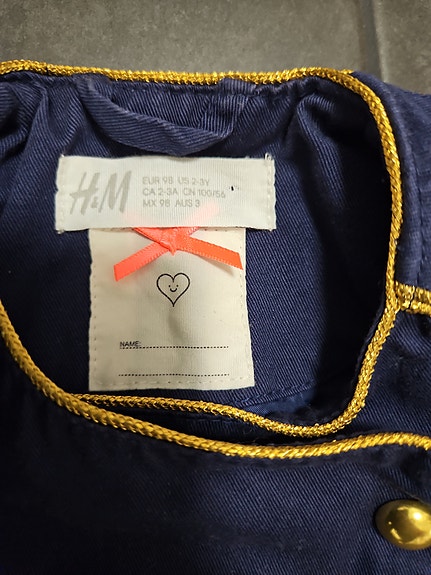 H&M
EUR 98 US 2-3Y
CA 2-3A CN 100/56
MX 98 AUS 3
NAME: